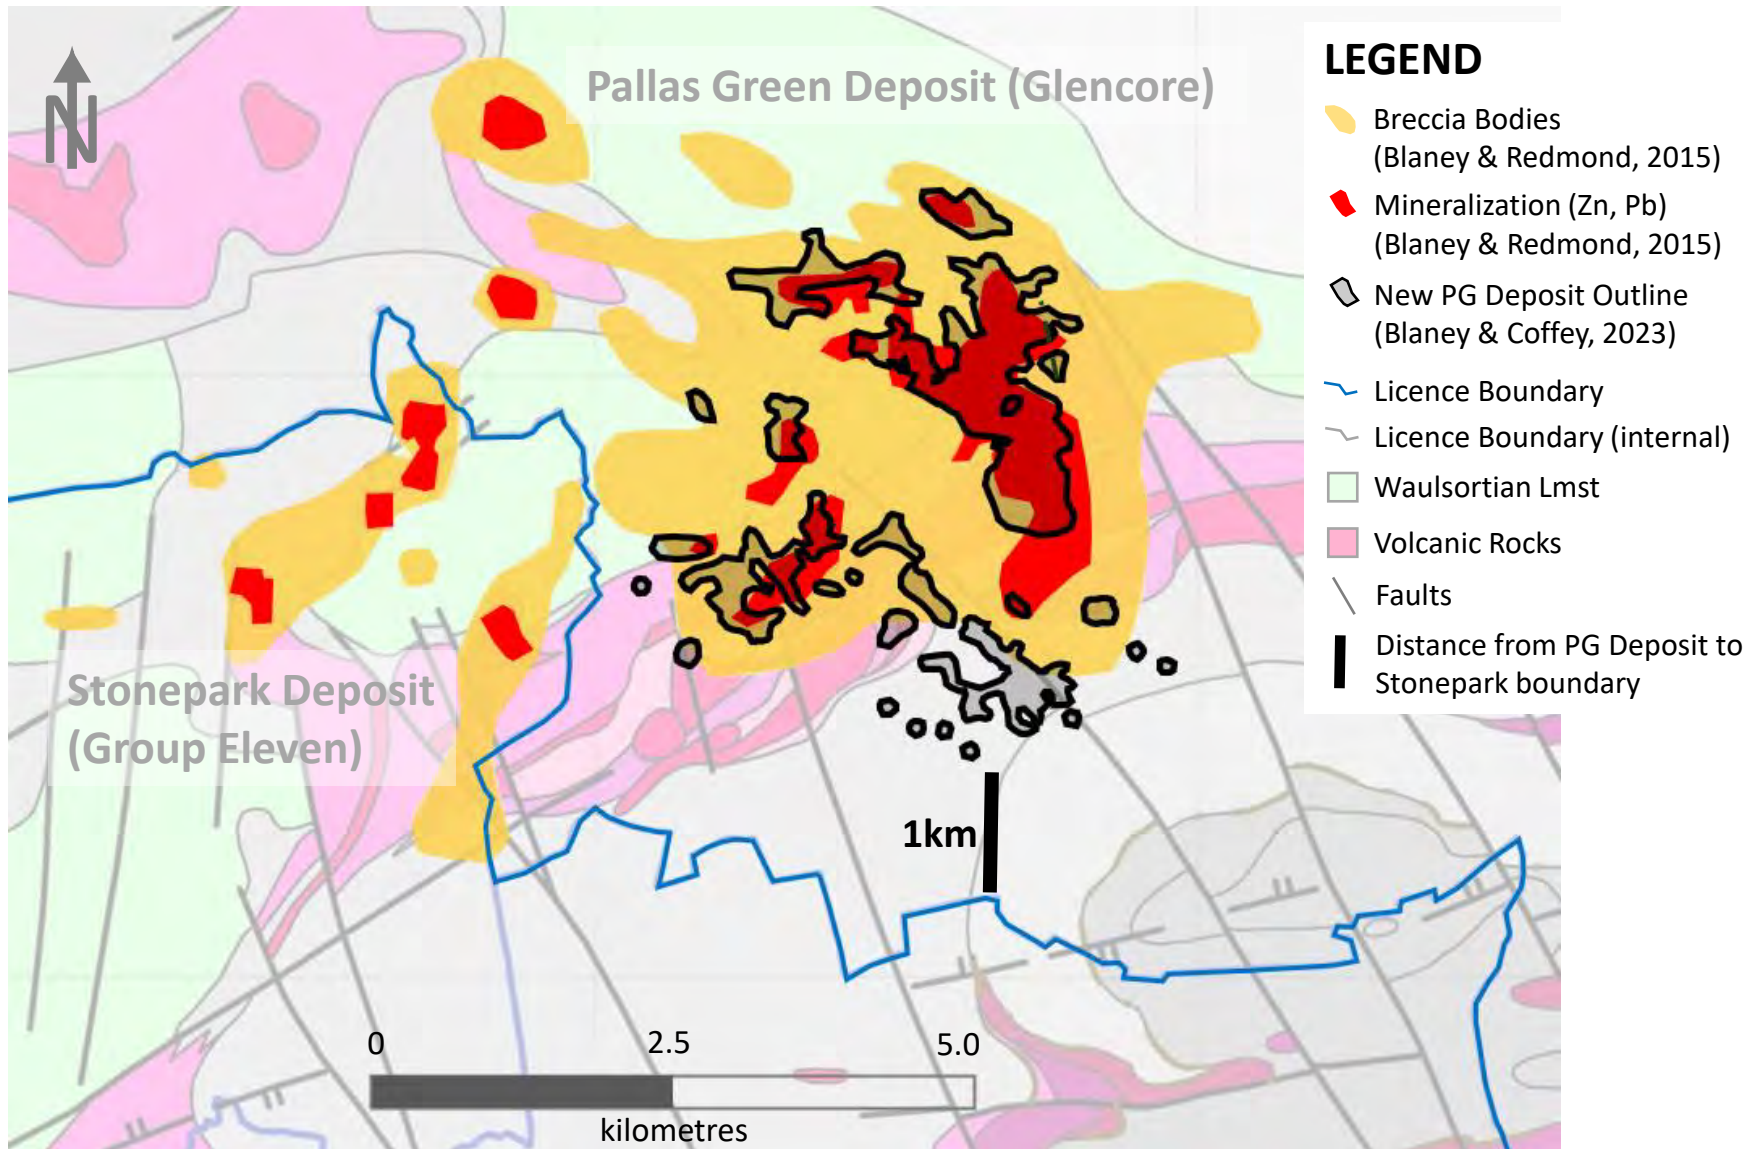 N
Pallas Green Deposit (Glencore)
Stonepark Deposit
(Group Eleven)
1km
0
2.5
5.0
kilometres
LEGEND
Breccia Bodies
(Blaney & Redmond, 2015)
Mineralization (Zn, Pb)
(Blaney & Redmond, 2015)
New PG Deposit Outline
(Blaney & Coffey, 2023)
Licence Boundary
Licence Boundary (internal)
Waulsortian Lmst
Volcanic Rocks
Faults
Distance from PG Deposit to
Stonepark boundary